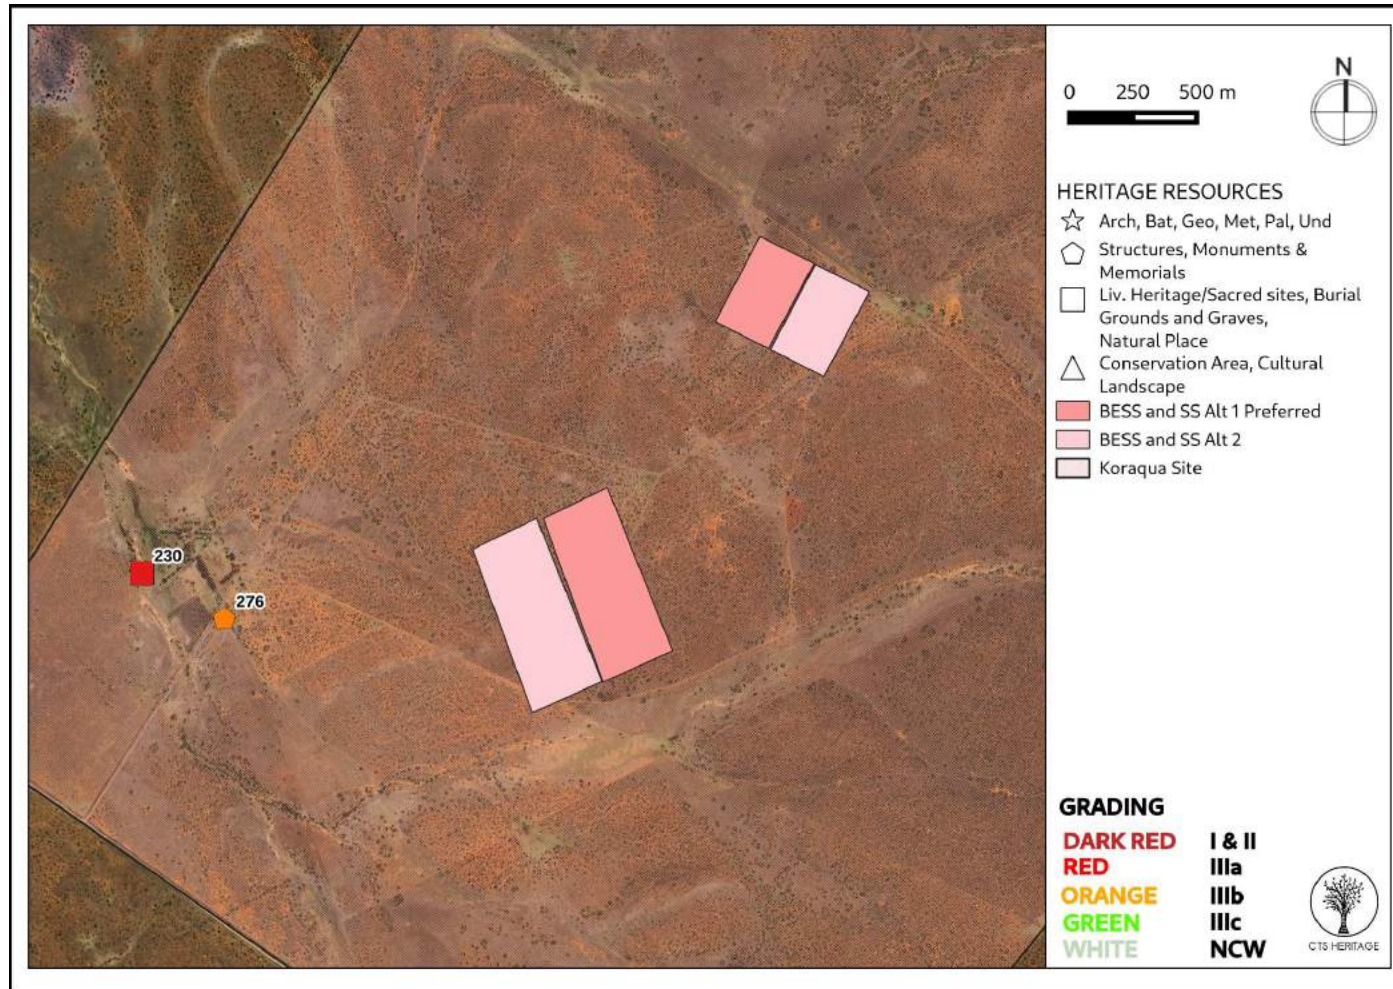 230
276
0 250 500 m
N
HERITAGE RESOURCES
Arch, Bat, Geo, Met, Pal, Und
Structures, Monuments &
Memorials
Liv. Heritage/Sacred sites, Burial
Grounds and Graves,
Natural Place
Conservation Area, Cultural
Landscape
BESS and SS Alt 1 Preferred
BESS and SS Alt 2
Koraqua Site
GRADING
DARK RED I & II
RED IIIa
ORANGE IIIb
GREEN IIIc
WHITE NCW
CTS HERITAGE